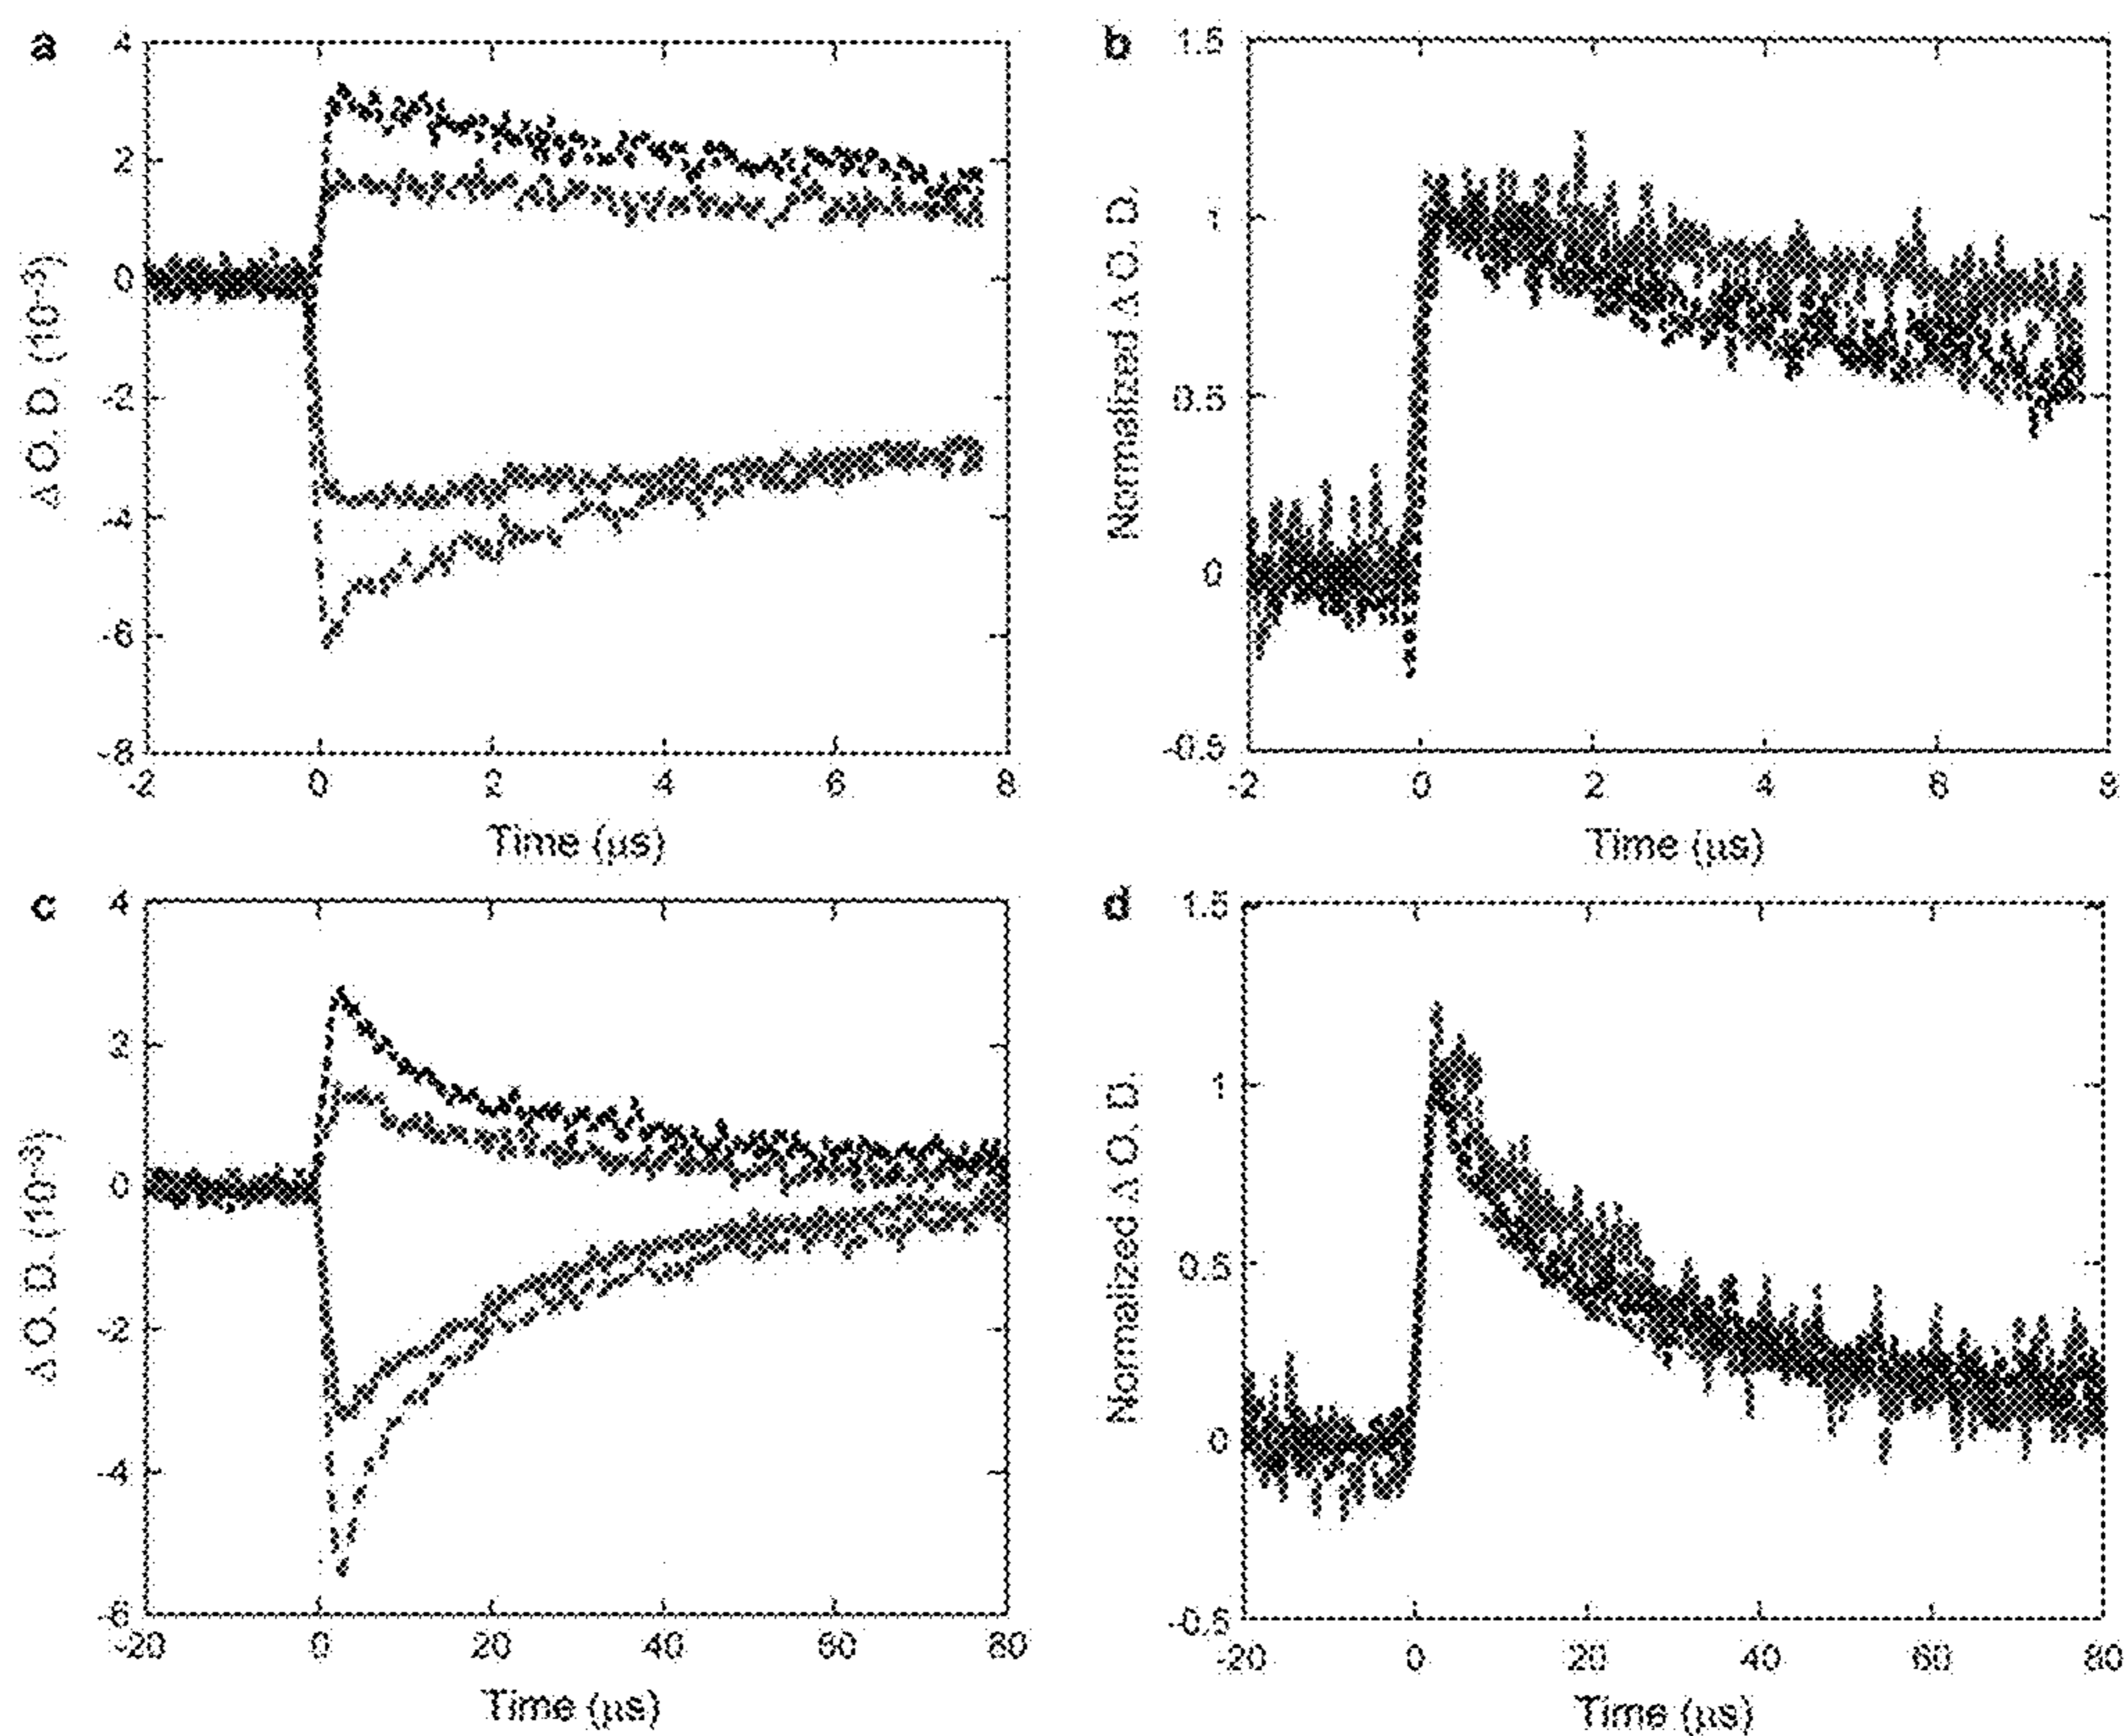 a
4
2
0
-2
-4
-6
-8
Δ O. D. (10⁻³)
-2 0 2 4 6 8
Time (μs)
b
1.5
1
0.5
0
-0.5
Normalized Δ O. D.
-2 0 2 4 6 8
Time (μs)
c
4
2
0
-2
-4
-6
Δ O. D. (10⁻³)
-20 0 20 40 60 80
Time (μs)
d
1.5
1
0.5
0
-0.5
Normalized Δ O. D.
-20 0 20 40 60 80
Time (μs)